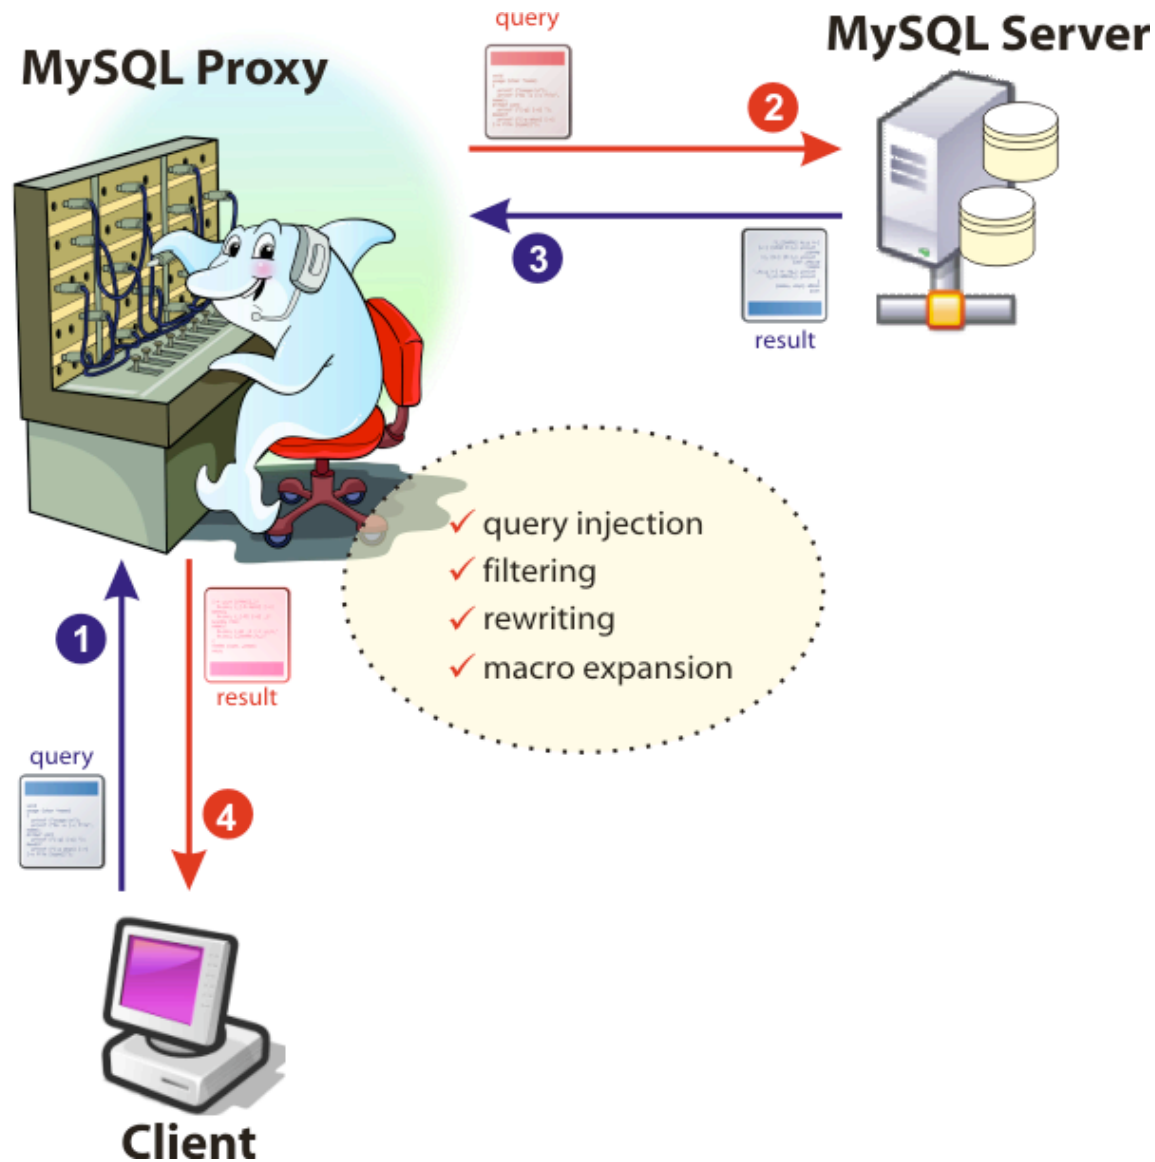 query
MySQL Server
MySQL Proxy
2
3
result
query injection
filtering
rewriting
macro expansion
1
result
query
4
Client